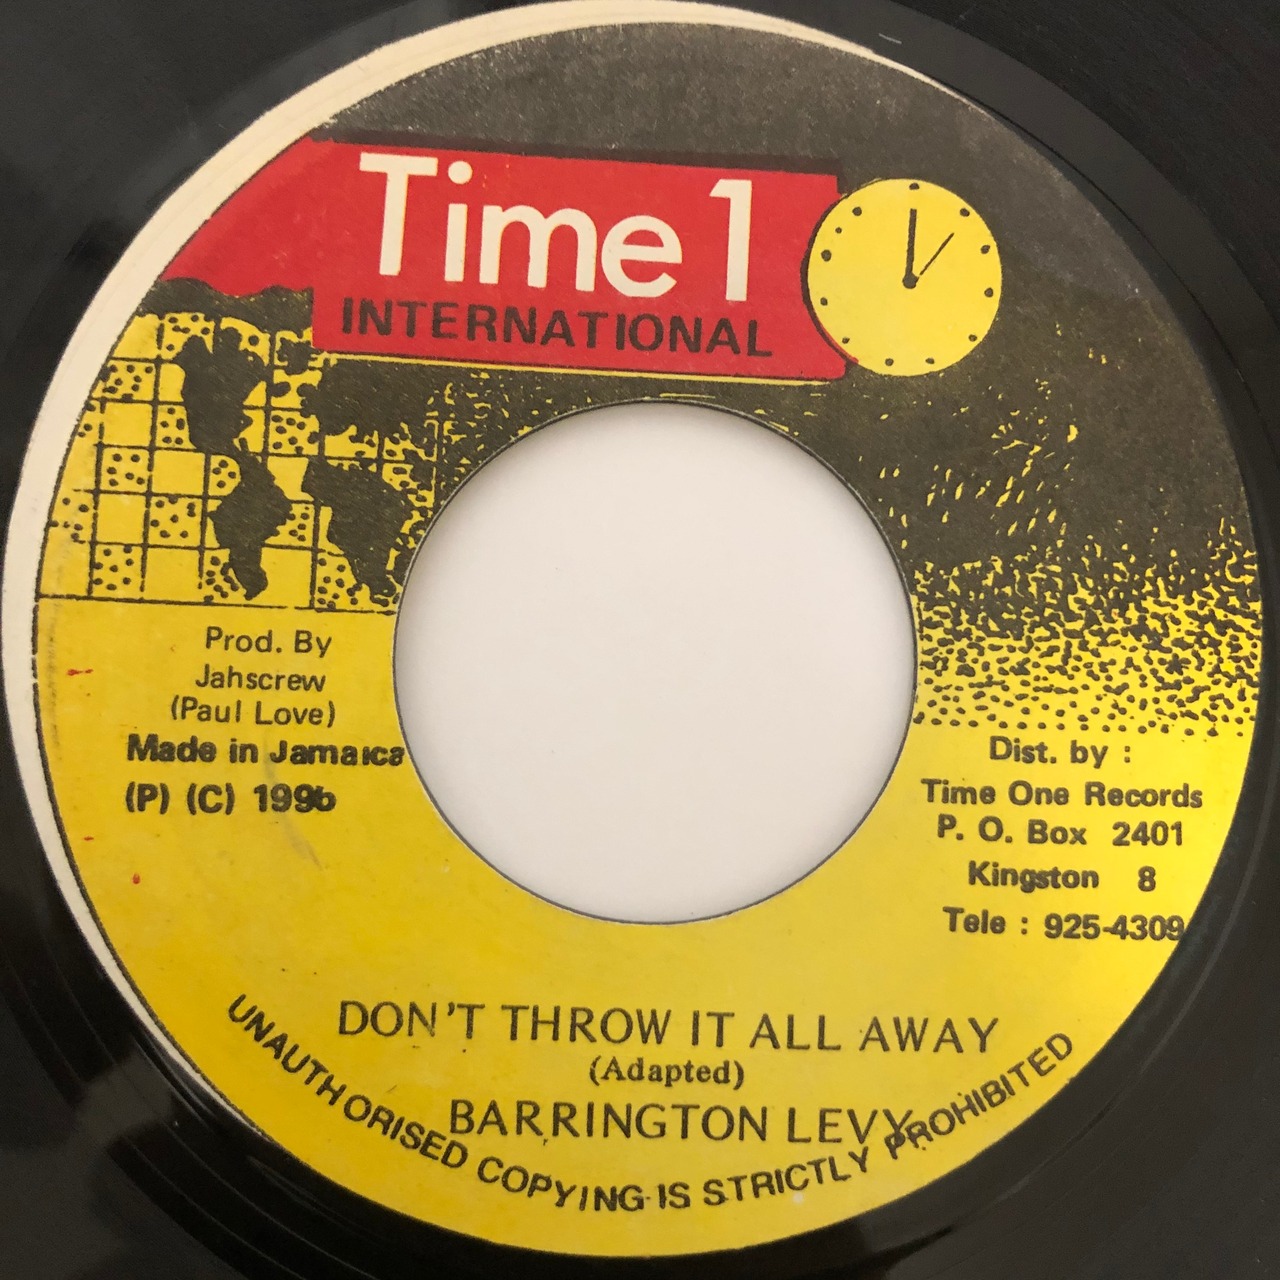 Time 1
INTERNATIONAL
Prod. By
Jahscrew
(Paul Love)
Made in Jamaica
(P) (C) 1996
Dist. by :
Time One Records
P. O. Box 2401
Kingston 8
Tele : 925-4309
DON'T THROW IT ALL AWAY
(Adapted)
BARRINGTON LEVY
UNAUTHORISED COPYING IS STRICTLY PROHIBITED